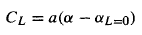 C_L = a(α − α_{L=0})